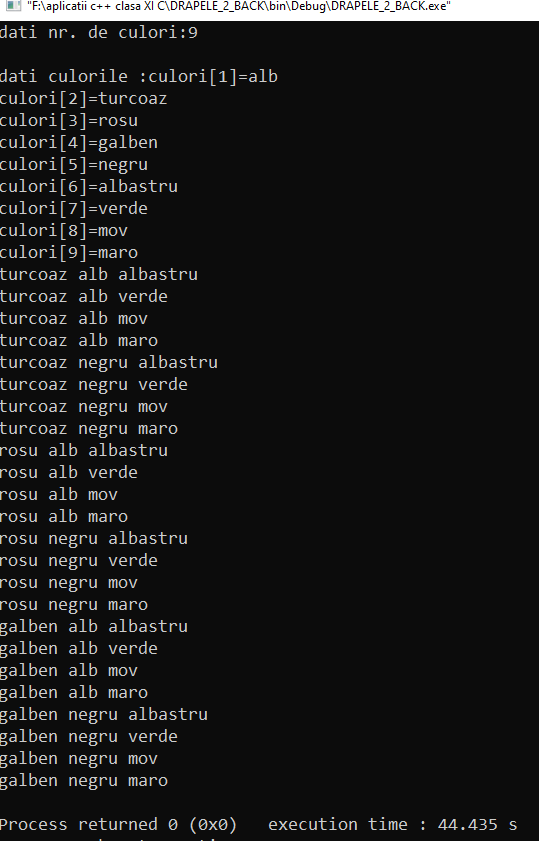 "F:\aplicatii c++ clasa XI C\DRAPELE_2_BACK\bin\Debug\DRAPELE_2_BACK.exe"
dati nr. de culori:9
dati culorile :culori[1]=alb
culori[2]=turcoaz
culori[3]=rosu
culori[4]=galben
culori[5]=negru
culori[6]=albastru
culori[7]=verde
culori[8]=mov
culori[9]=maro
turcoaz alb albastru
turcoaz alb verde
turcoaz alb mov
turcoaz alb maro
turcoaz negru albastru
turcoaz negru verde
turcoaz negru mov
turcoaz negru maro
rosu alb albastru
rosu alb verde
rosu alb mov
rosu alb maro
rosu negru albastru
rosu negru verde
rosu negru mov
rosu negru maro
galben alb albastru
galben alb verde
galben alb mov
galben alb maro
galben negru albastru
galben negru verde
galben negru mov
galben negru maro
Process returned 0 (0x0)   execution time : 44.435 s